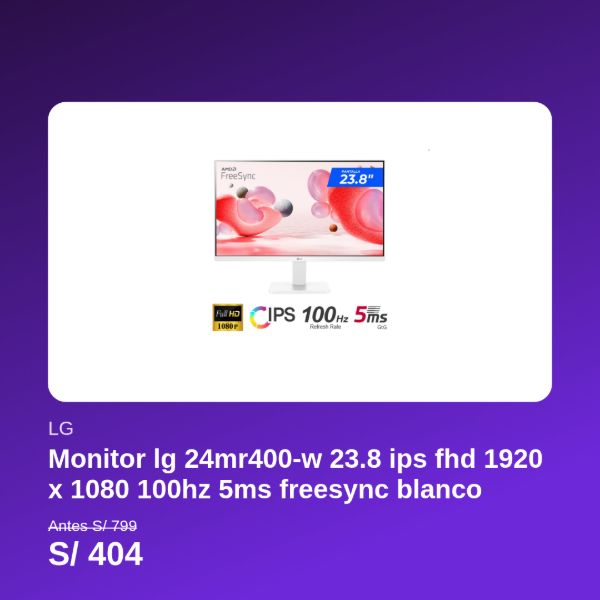 AMD
FreeSync
PANTALLA
23.8"
LG
Full HD
1080P
IPS
100Hz
Refresh Rate
5ms
GtG
LG
Monitor lg 24mr400-w 23.8 ips fhd 1920
x 1080 100hz 5ms freesync blanco
Antes S/ 799
S/ 404